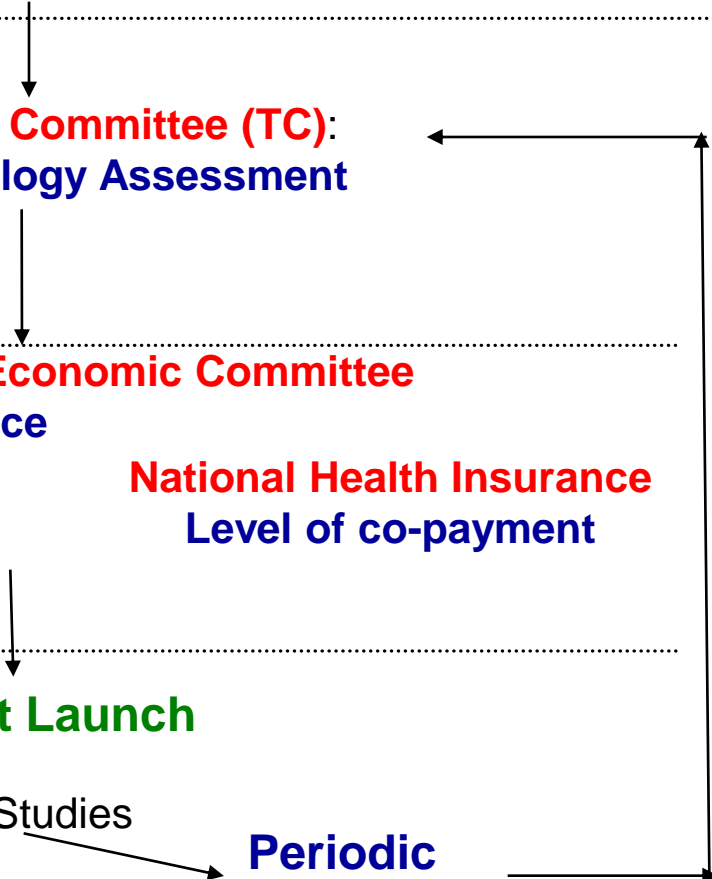 Committee (TC):
logy Assessment
Economic Committee
ce
National Health Insurance
Level of co-payment
t Launch
Studies
Periodic